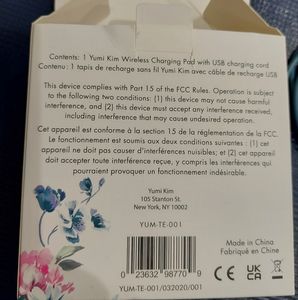 Contents: 1 Yumi Kim Wireless Charging Pad with USB charging cord
Contenu : 1 tapis de recharge sans fil Yumi Kim avec câble de recharge USB
This device complies with Part 15 of the FCC Rules. Operation is subject
to the following two conditions: (1) this device may not cause harmful
interference, and (2) this device must accept any interference received,
including interference that may cause undesired operation.
Cet appareil est conforme à la section 15 de la réglementation de la FCC.
Le fonctionnement est soumis aux deux conditions suivantes : (1) cet
appareil ne doit pas causer d'interférences nuisibles; et (2) cet appareil
doit accepter toute interférence reçue, y compris les interférences qui
pourraient provoquer un fonctionnement indésirable.
Yumi Kim
105 Stanton St.
New York, NY 10002
YUM-TE-001
Made in China
Fabriqué en Chine
0 23632 98770 9
CE UK CA
YUM-TE-001/032020/001